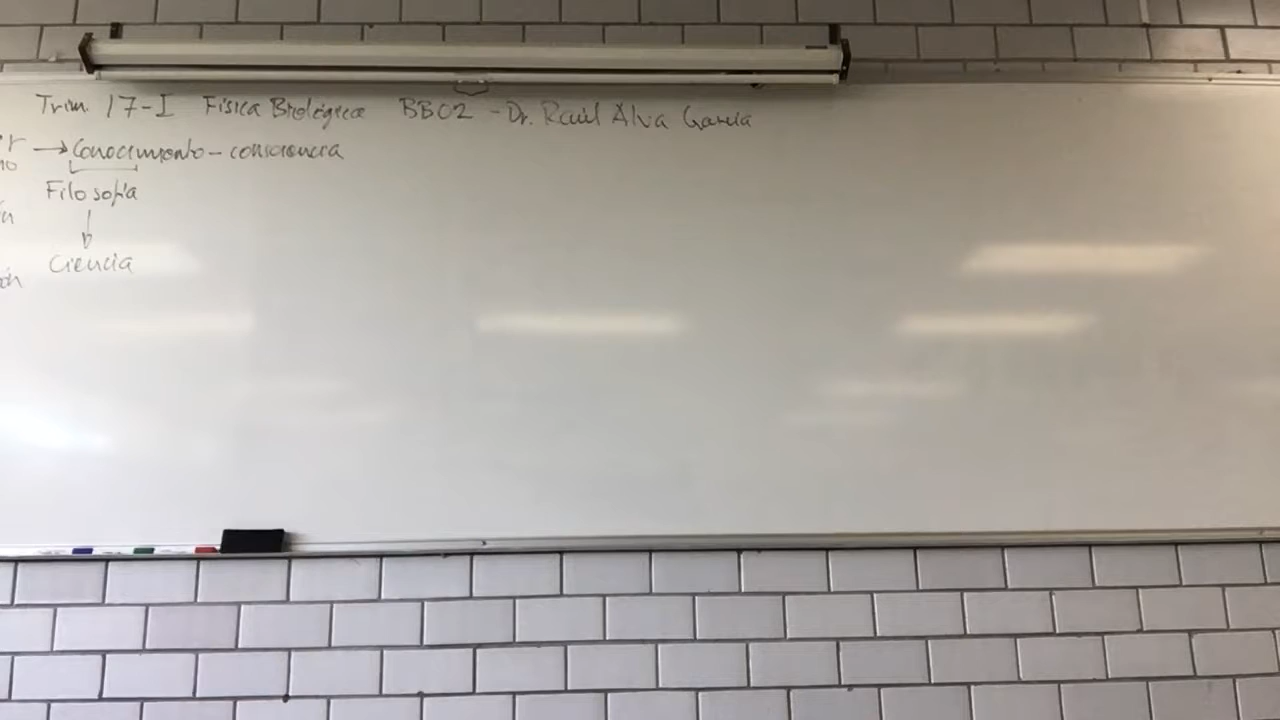 Trim. 17-I Física Biológica BB02 - Dr. Raúl Alva García
→ Conocimiento - consciencia
Filosofía
Ciencia